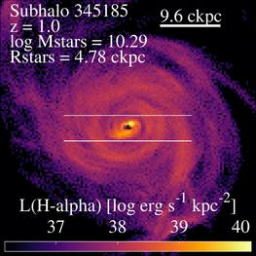 Subhalo 345185
9.6 ckpc
z = 1.0
log Mstars = 10.29
Rstars = 4.78 ckpc
L(H-alpha) [log erg s⁻¹ kpc⁻²]
37 38 39 40